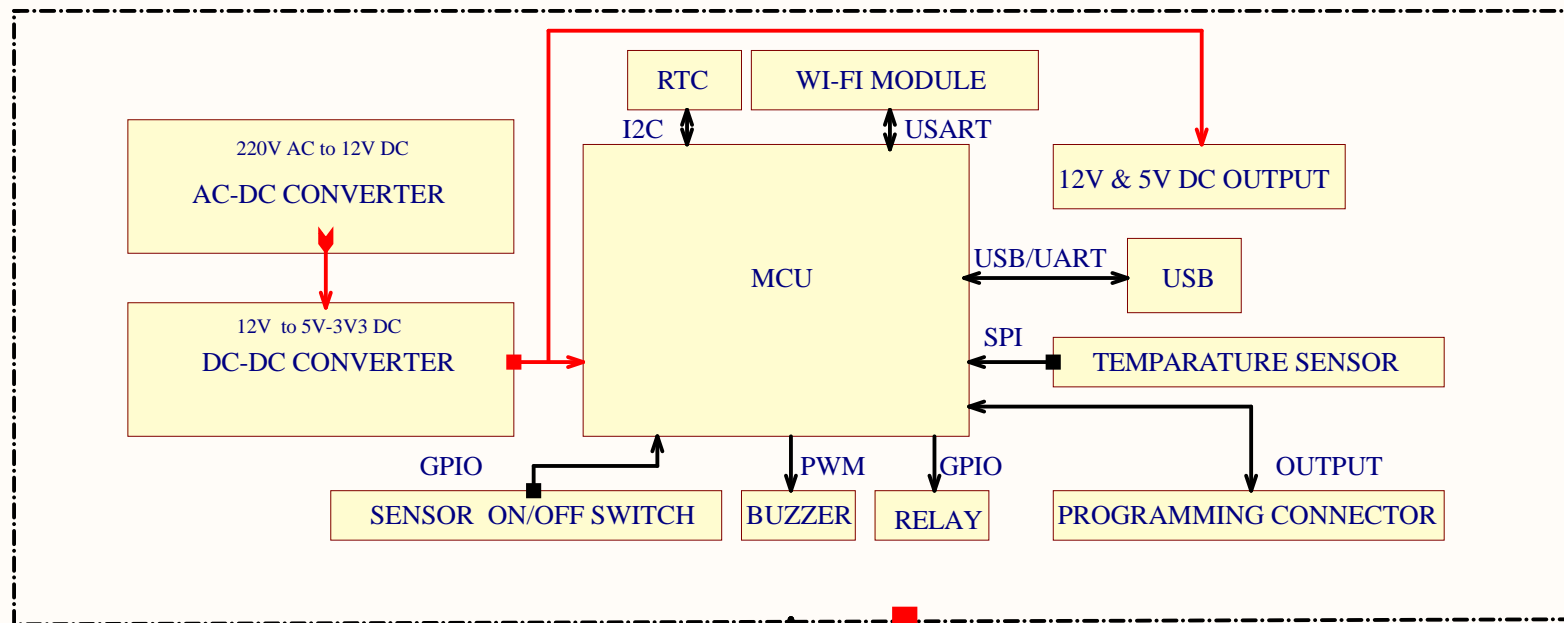 RTC
WI-FI MODULE
I2C
USART
220V AC to 12V DC
AC-DC CONVERTER
12V & 5V DC OUTPUT
MCU
USB/UART
USB
12V  to 5V-3V3 DC
DC-DC CONVERTER
SPI
TEMPARATURE SENSOR
GPIO
PWM
GPIO
OUTPUT
SENSOR  ON/OFF SWITCH
BUZZER
RELAY
PROGRAMMING CONNECTOR